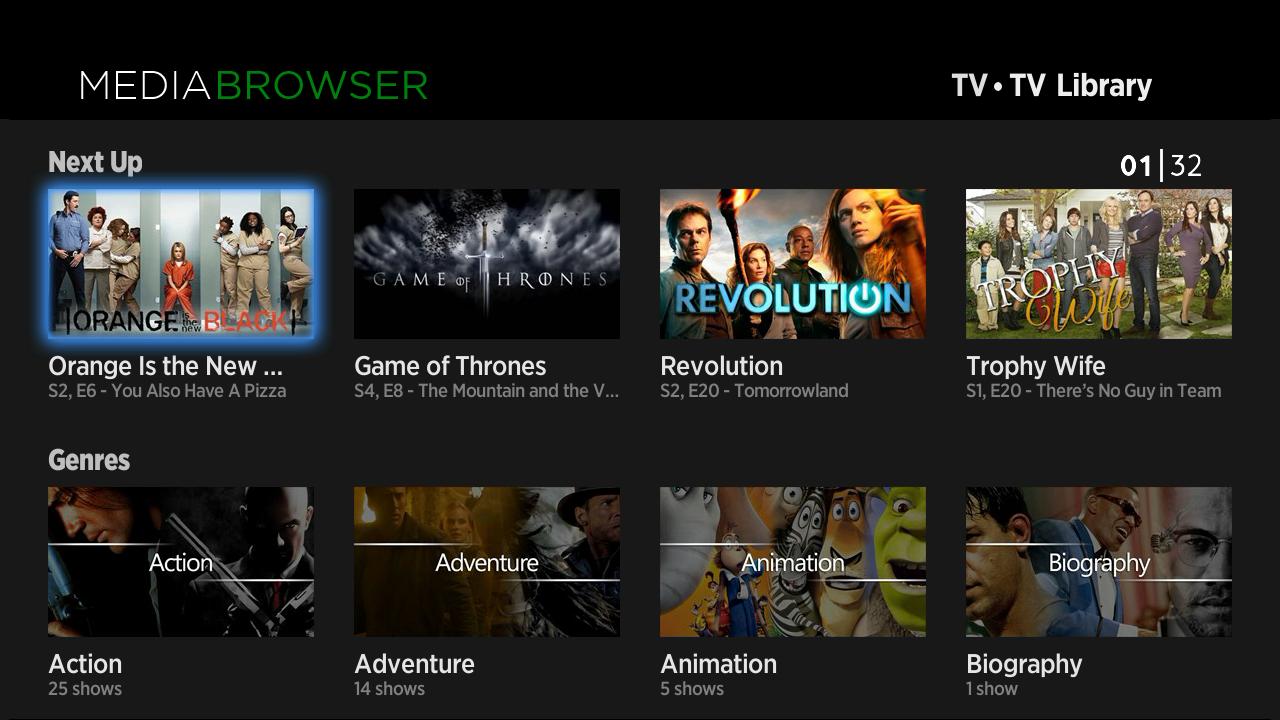 MEDIABROWSER
TV • TV Library
Next Up
01|32
ORANGE is the new BLACK
GAME OF THRONES
REVOLUTION
TROPHY Wife
Orange Is the New ...
Game of Thrones
Revolution
Trophy Wife
S2, E6 - You Also Have A Pizza
S4, E8 - The Mountain and the V...
S2, E20 - Tomorrowland
S1, E20 - There's No Guy in Team
Genres
Action
Adventure
Animation
Biography
Action
Adventure
Animation
Biography
25 shows
14 shows
5 shows
1 show